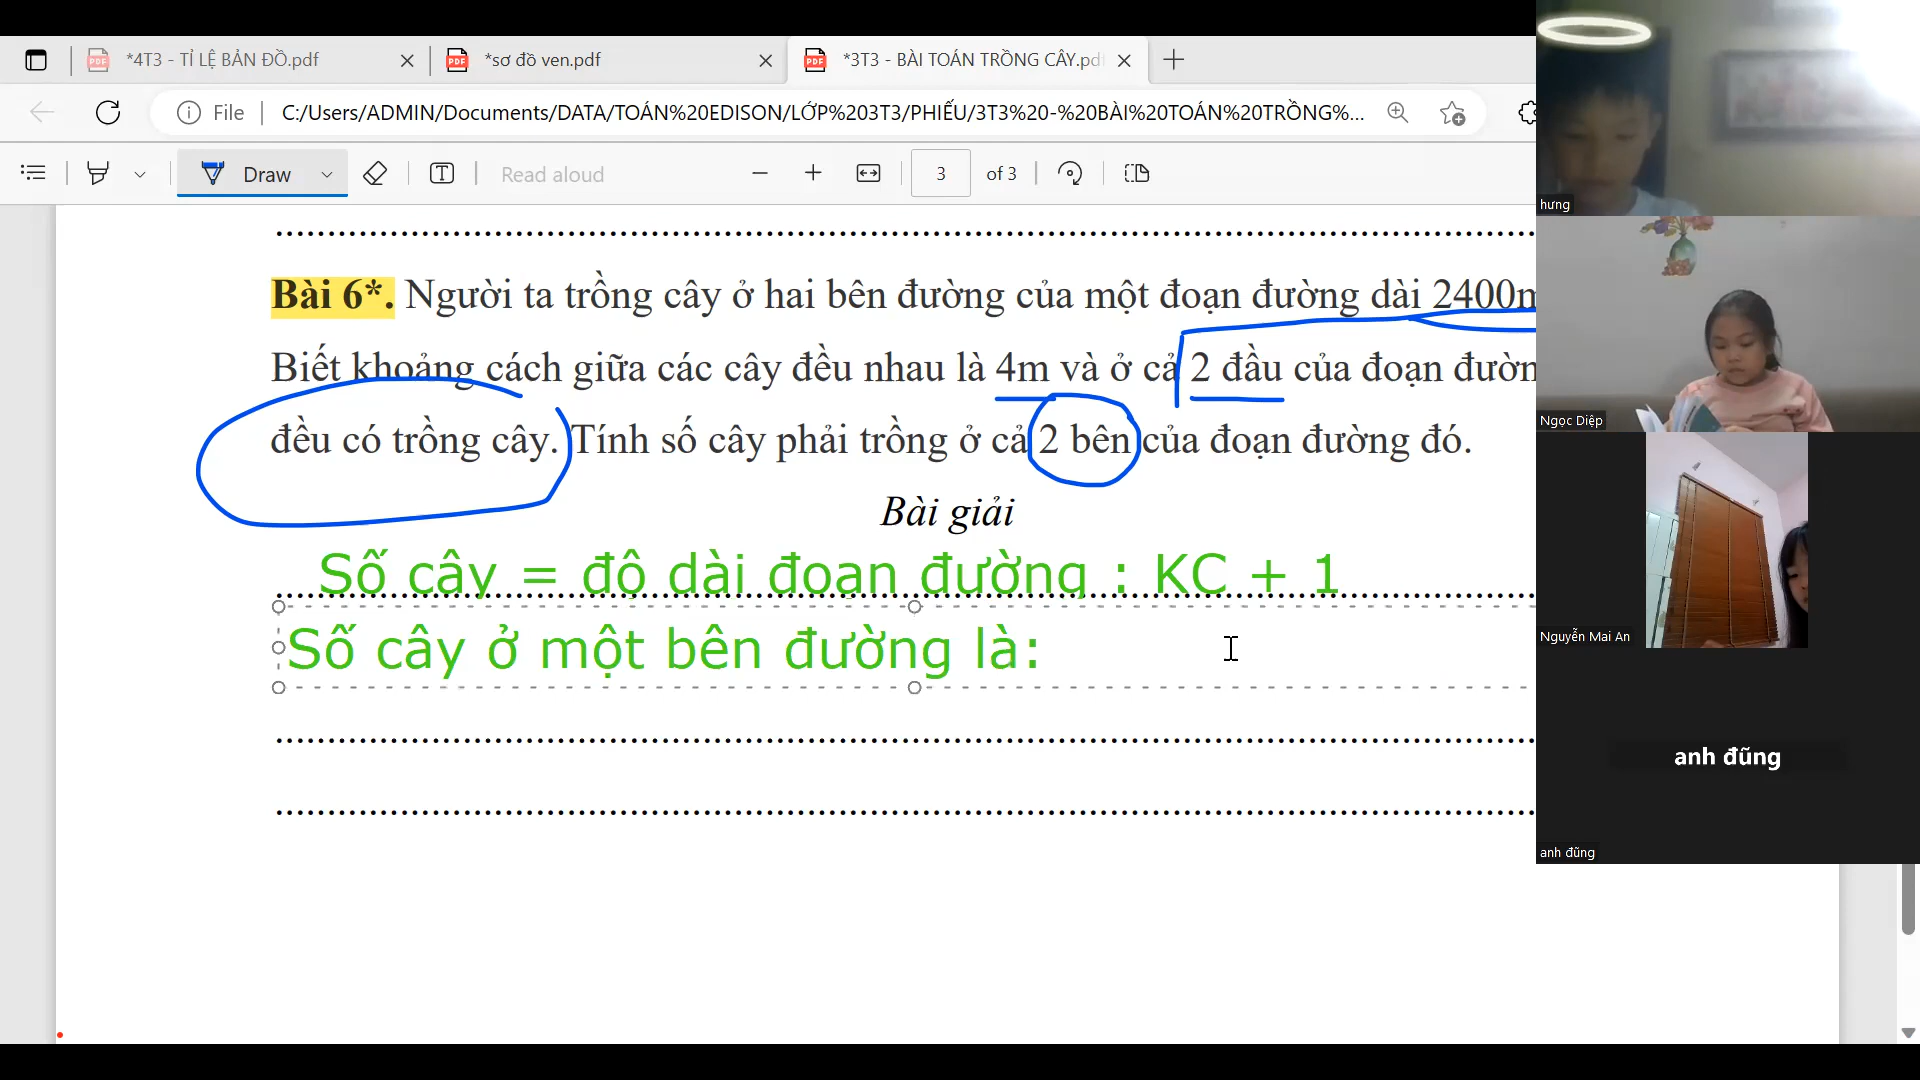 *4T3 - TỈ LỆ BẢN ĐỒ.pdf
*sơ đồ ven.pdf
*3T3 - BÀI TOÁN TRỒNG CÂY.pd
File
C:/Users/ADMIN/Documents/DATA/TOÁN%20EDISON/LỚP%203T3/PHIẾU/3T3%20-%20BÀI%20TOÁN%20TRỒNG%...
Draw
Read aloud
3
of 3
Bài 6*. Người ta trồng cây ở hai bên đường của một đoạn đường dài 2400m
Biết khoảng cách giữa các cây đều nhau là 4m và ở cả 2 đầu của đoạn đườn
đều có trồng cây. Tính số cây phải trồng ở cả 2 bên của đoạn đường đó.
Bài giải
Số cây = độ dài đoạn đường : KC + 1
Số cây ở một bên đường là:
hưng
Ngọc Diệp
Nguyễn Mai An
anh đũng
anh đũng